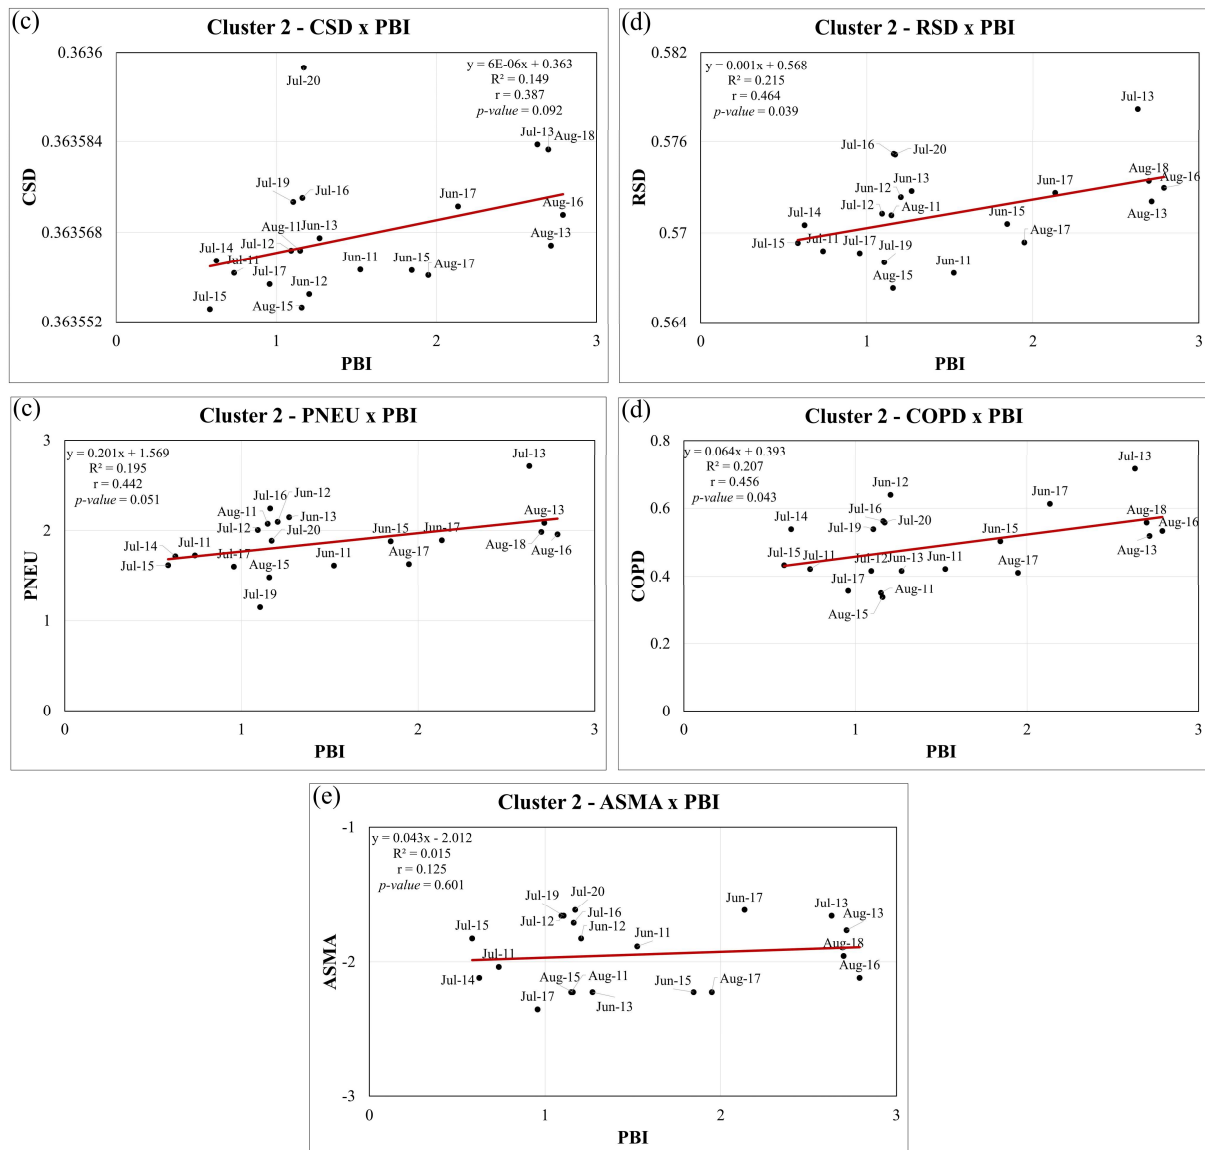 (c)
Cluster 2 - CSD x PBI
y = 6E-06x + 0.363
R² = 0.149
r = 0.387
p-value = 0.092
0.3636
0.363584
0.363568
0.363552
CSD
Jul-20
Jul-13
Aug-18
Jul-19
Jul-16
Jun-17
Aug-16
Aug-11
Jun-13
Jul-12
Aug-13
Jul-14
Jul-11
Jul-17
Jun-12
Jun-11
Jun-15
Aug-17
Jul-15
Aug-15
0
1
2
3
PBI
(d)
Cluster 2 - RSD x PBI
y = 0.001x + 0.568
R² = 0.215
r = 0.464
p-value = 0.039
0.582
0.576
0.57
0.564
RSD
Jul-13
Jul-16
Jul-20
Aug-18
Aug-16
Jun-12
Jun-13
Jun-17
Jul-12
Aug-11
Aug-13
Jul-14
Jun-15
Jul-15
Jul-11
Jul-17
Jul-19
Aug-17
Aug-15
Jun-11
0
1
2
3
PBI
(c)
Cluster 2 - PNEU x PBI
y = 0.201x + 1.569
R² = 0.195
r = 0.442
p-value = 0.051
3
2
1
0
PNEU
Jul-13
Jul-16
Jun-12
Aug-11
Jun-13
Jul-12
Jul-20
Jun-15
Jun-17
Aug-13
Aug-18
Aug-16
Jul-14
Jul-11
Jul-15
Jul-17
Jun-11
Aug-17
Aug-15
Jul-19
0
1
2
3
PBI
(d)
Cluster 2 - COPD x PBI
y = 0.064x + 0.393
R² = 0.207
r = 0.456
p-value = 0.043
0.8
0.6
0.4
0.2
0
COPD
Jul-13
Jun-12
Jun-17
Jul-14
Jul-16
Jul-20
Jul-19
Aug-18
Aug-16
Aug-13
Jun-15
Jul-15
Jul-11
Jul-12
Jun-13
Jun-11
Aug-17
Jul-17
Aug-11
Aug-15
0
1
2
3
PBI
(e)
Cluster 2 - ASMA x PBI
y = 0.043x - 2.012
R² = 0.015
r = 0.125
p-value = 0.601
-1
-2
-3
ASMA
Jul-19
Jul-20
Jul-12
Jul-16
Jun-12
Jun-17
Jul-13
Aug-13
Jul-15
Jun-11
Aug-18
Aug-16
Jul-11
Jul-14
Aug-15
Aug-11
Jun-15
Aug-17
Jul-17
Jun-13
0
1
2
3
PBI